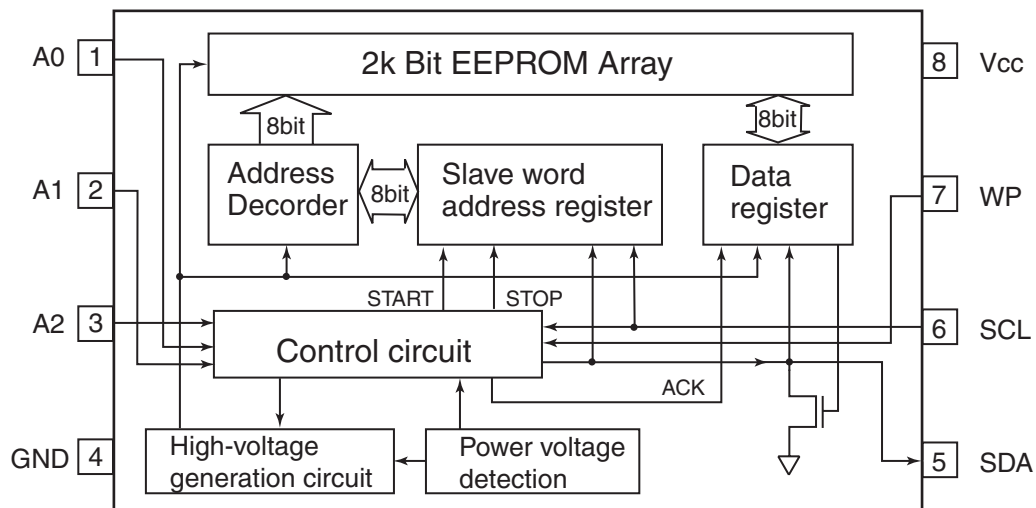 A0
1
2k Bit EEPROM Array
8
Vcc
8bit
8bit
A1
2
Address
Decorder
8bit
Slave word
address register
Data
register
7
WP
START
STOP
A2
3
Control circuit
6
SCL
ACK
GND
4
High-voltage
generation circuit
Power voltage
detection
5
SDA